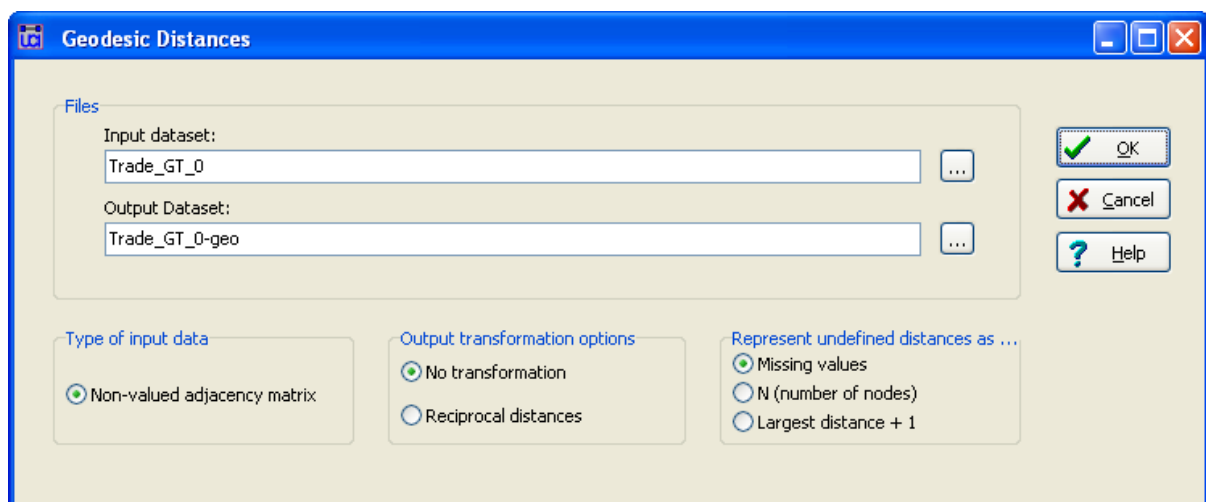 Geodesic Distances
Files
Input dataset:
Trade_GT_0
...
Output Dataset:
Trade_GT_0-geo
...
OK
Cancel
? Help
Type of input data
Non-valued adjacency matrix
Output transformation options
No transformation
Reciprocal distances
Represent undefined distances as ...
Missing values
N (number of nodes)
Largest distance + 1